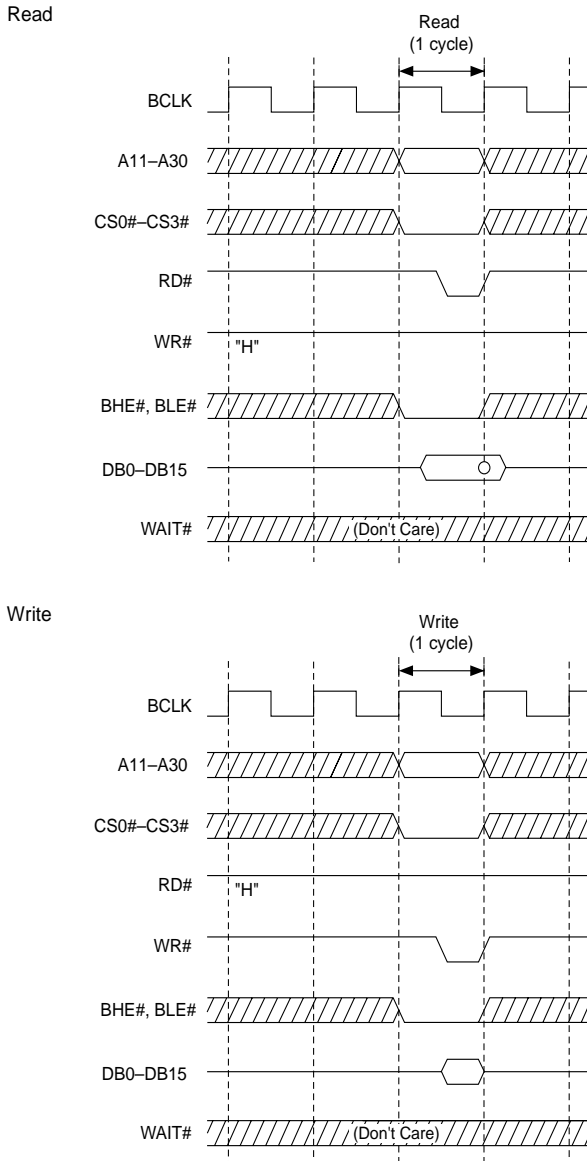 Read
Read
(1 cycle)
BCLK
A11–A30
CS0#–CS3#
RD#
WR#
"H"
BHE#, BLE#
DB0–DB15
WAIT#
(Don't Care)
Write
Write
(1 cycle)
BCLK
A11–A30
CS0#–CS3#
RD#
"H"
WR#
BHE#, BLE#
DB0–DB15
WAIT#
(Don't Care)